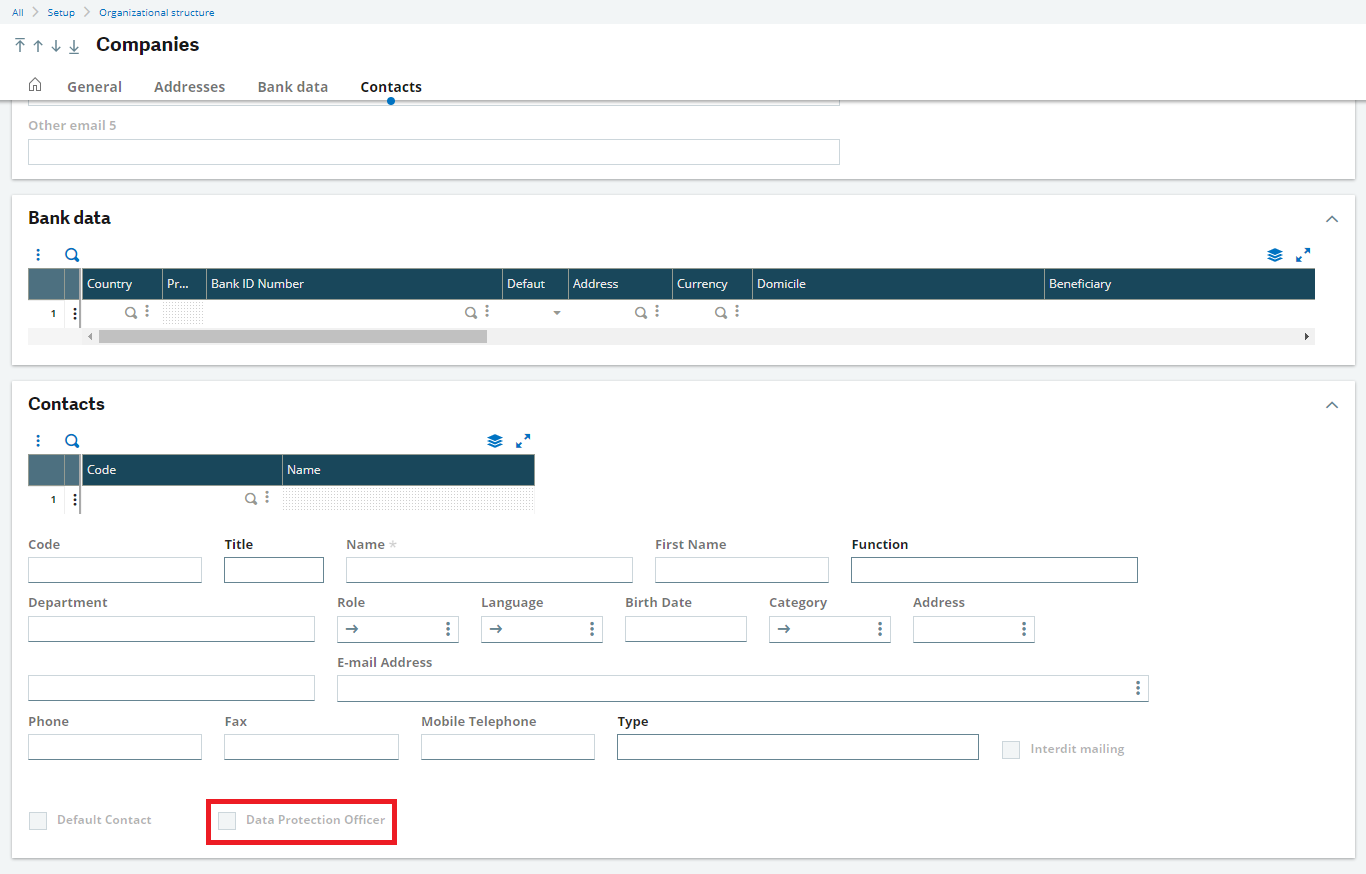 All Setup Organizational structure
Companies
General Addresses Bank data Contacts
Other email 5
Bank data
Country Pr... Bank ID Number Defaut Address Currency Domicile Beneficiary
1
Contacts
Code Name
1
Code Title Name * First Name Function
Department Role Language Birth Date Category Address
E-mail Address
Phone Fax Mobile Telephone Type
Interdit mailing
Default Contact Data Protection Officer